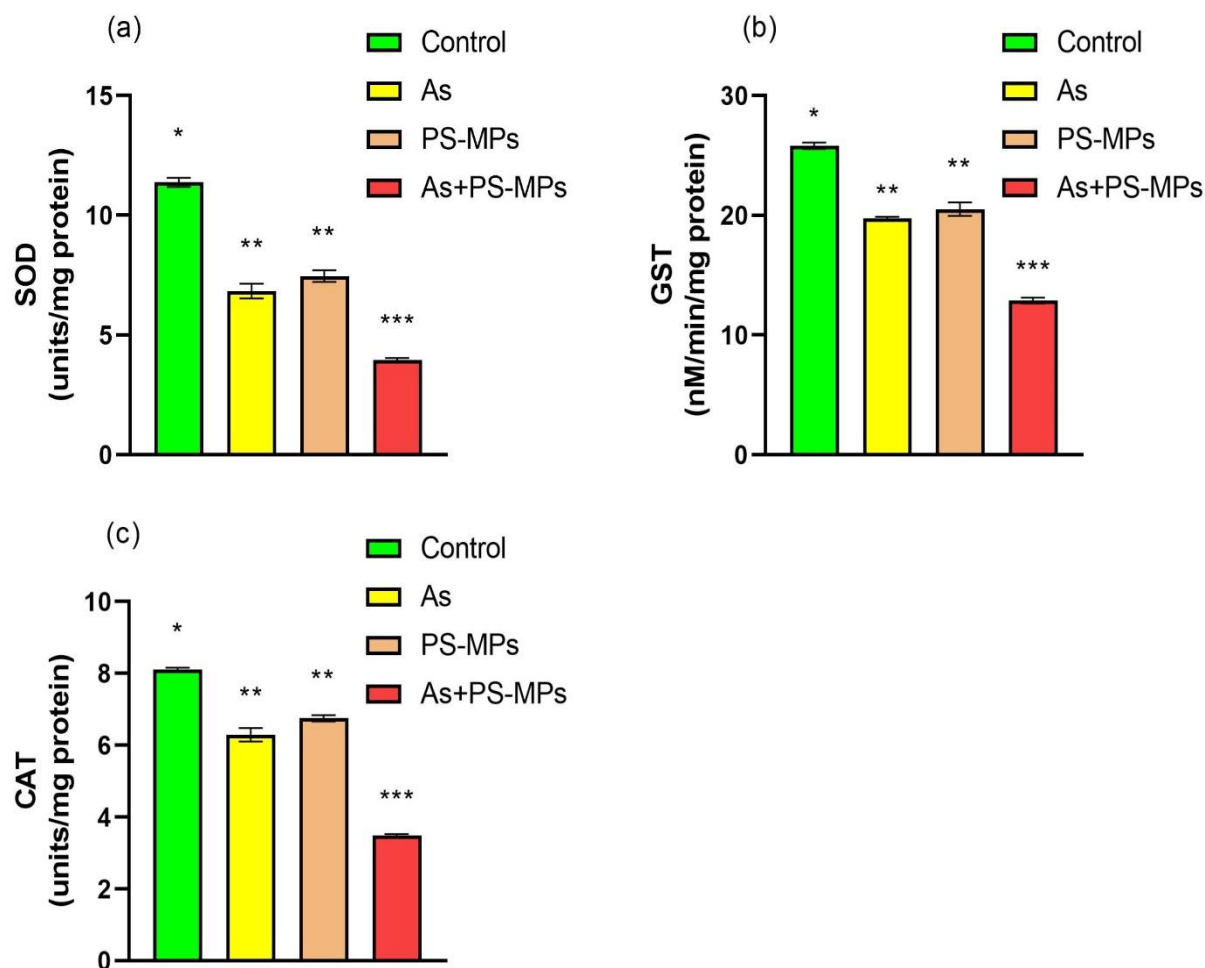 (a)
Control
As
PS-MPs
As+PS-MPs
15
10
5
0
SOD
(units/mg protein)
*
**
**
***
(b)
Control
As
PS-MPs
As+PS-MPs
30
20
10
0
GST
(nM/min/mg protein)
*
**
**
***
(c)
Control
As
PS-MPs
As+PS-MPs
10
8
6
4
2
0
CAT
(units/mg protein)
*
**
**
***